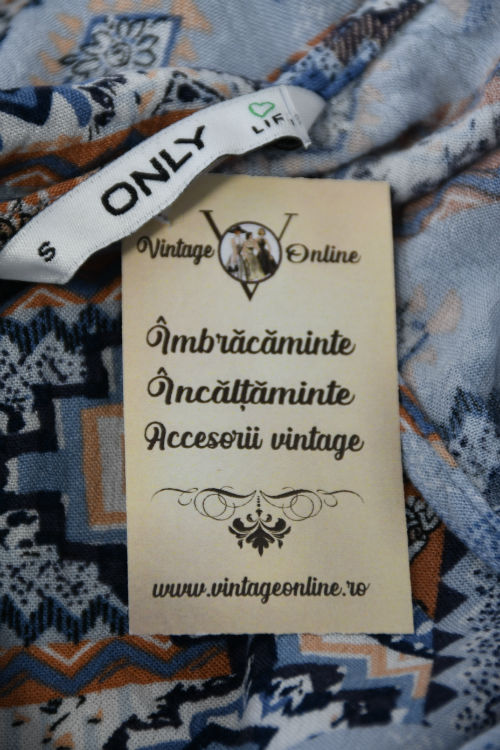 ONLY
S
Vintage Online
Îmbrăcăminte
Încălțăminte
Accesorii vintage
www.vintageonline.ro